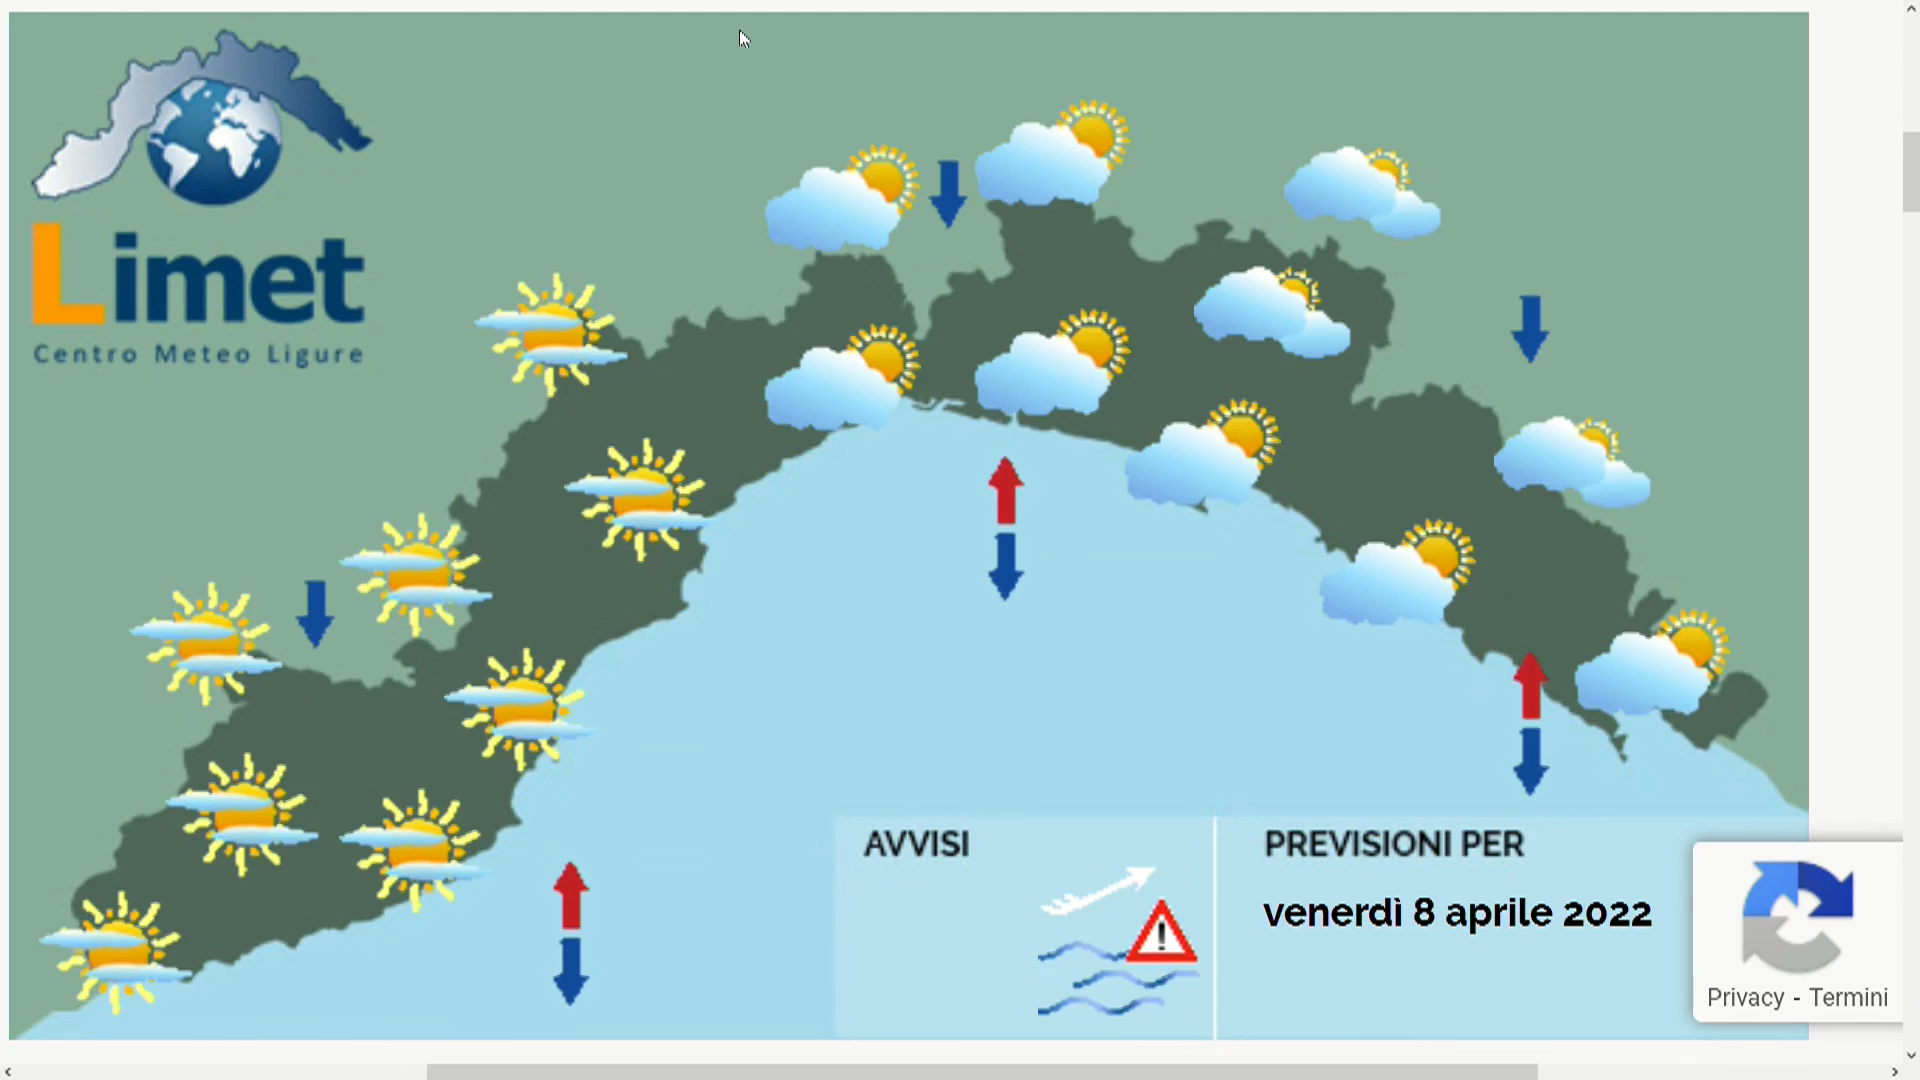 Limet
Centro Meteo Ligure
AVVISI
PREVISIONI PER
venerdì 8 aprile 2022
Privacy - Termini